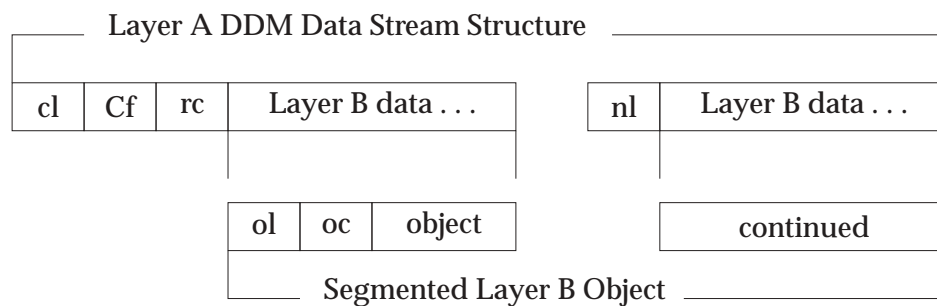 Layer A DDM Data Stream Structure
cl Cf rc Layer B data . . . nl Layer B data . . .
ol oc object continued
Segmented Layer B Object